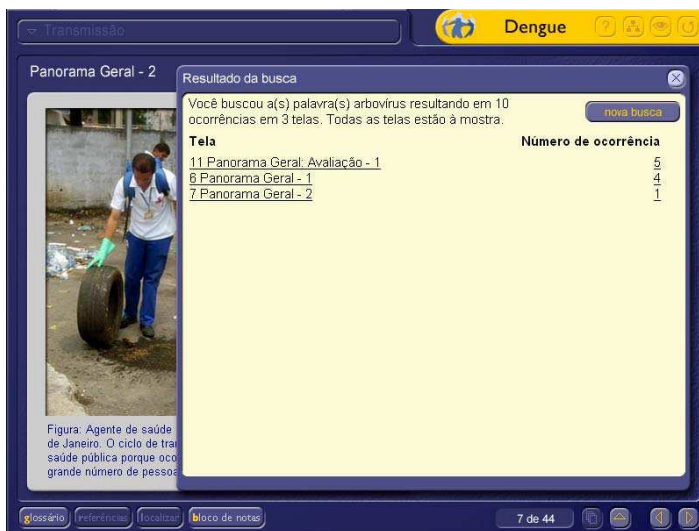 Transmissão
Dengue
Panorama Geral - 2
Resultado da busca
Você buscou a(s) palavra(s) arbovírus resultando em 10
ocorrências em 3 telas. Todas as telas estão à mostra.
nova busca
Tela Número de ocorrência
11 Panorama Geral: Avaliação - 1 5
6 Panorama Geral - 1 4
7 Panorama Geral - 2 1
Figura: Agente de saúde
de Janeiro. O ciclo de tra
saúde pública porque oco
grande número de pessoa
glossário referências localizar bloco de notas 7 de 44